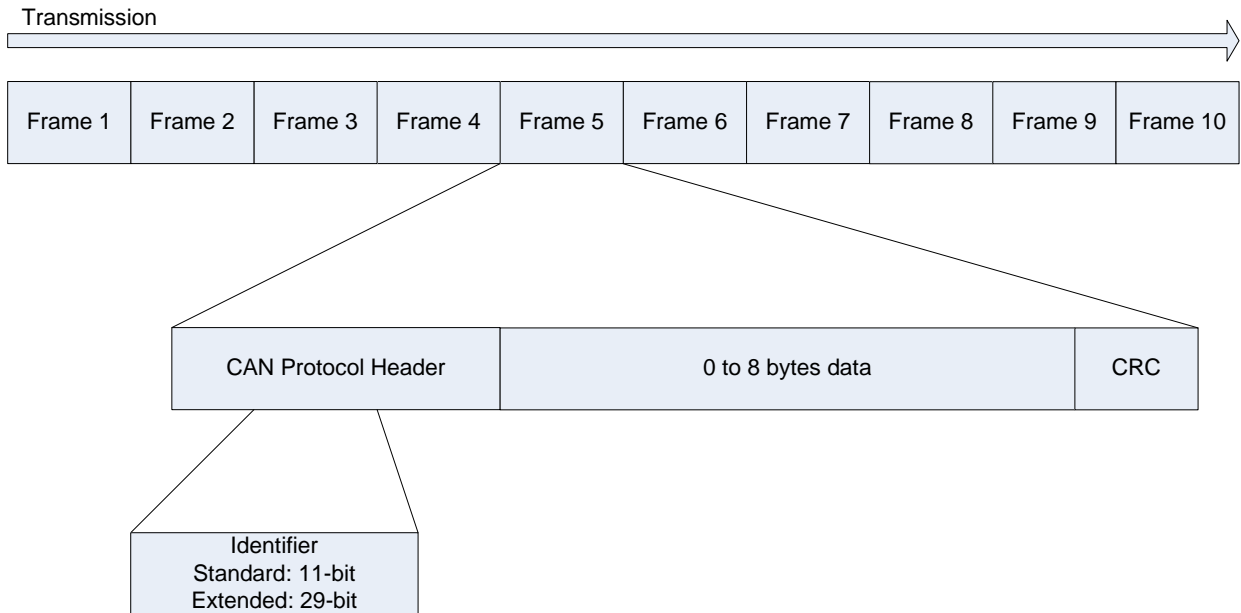 Transmission
Frame 1
Frame 2
Frame 3
Frame 4
Frame 5
Frame 6
Frame 7
Frame 8
Frame 9
Frame 10
CAN Protocol Header
0 to 8 bytes data
CRC
Identifier
Standard: 11-bit
Extended: 29-bit